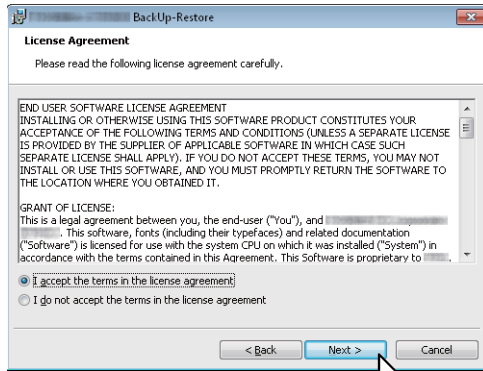 BackUp-Restore
License Agreement
Please read the following license agreement carefully.
END USER SOFTWARE LICENSE AGREEMENT
INSTALLING OR OTHERWISE USING THIS SOFTWARE PRODUCT CONSTITUTES YOUR
ACCEPTANCE OF THE FOLLOWING TERMS AND CONDITIONS (UNLESS A SEPARATE LICENSE
IS PROVIDED BY THE SUPPLIER OF APPLICABLE SOFTWARE IN WHICH CASE SUCH
SEPARATE LICENSE SHALL APPLY). IF YOU DO NOT ACCEPT THESE TERMS, YOU MAY NOT
INSTALL OR USE THIS SOFTWARE, AND YOU MUST PROMPTLY RETURN THE SOFTWARE TO
THE LOCATION WHERE YOU OBTAINED IT.
GRANT OF LICENSE:
This is a legal agreement between you, the end-user ("You"), and
. This software, fonts (including their typefaces) and related documentation
("Software") is licensed for use with the system CPU on which it was installed ("System") in
accordance with the terms contained in this Agreement. This Software is proprietary to
I accept the terms in the license agreement
I do not accept the terms in the license agreement
< Back
Next >
Cancel